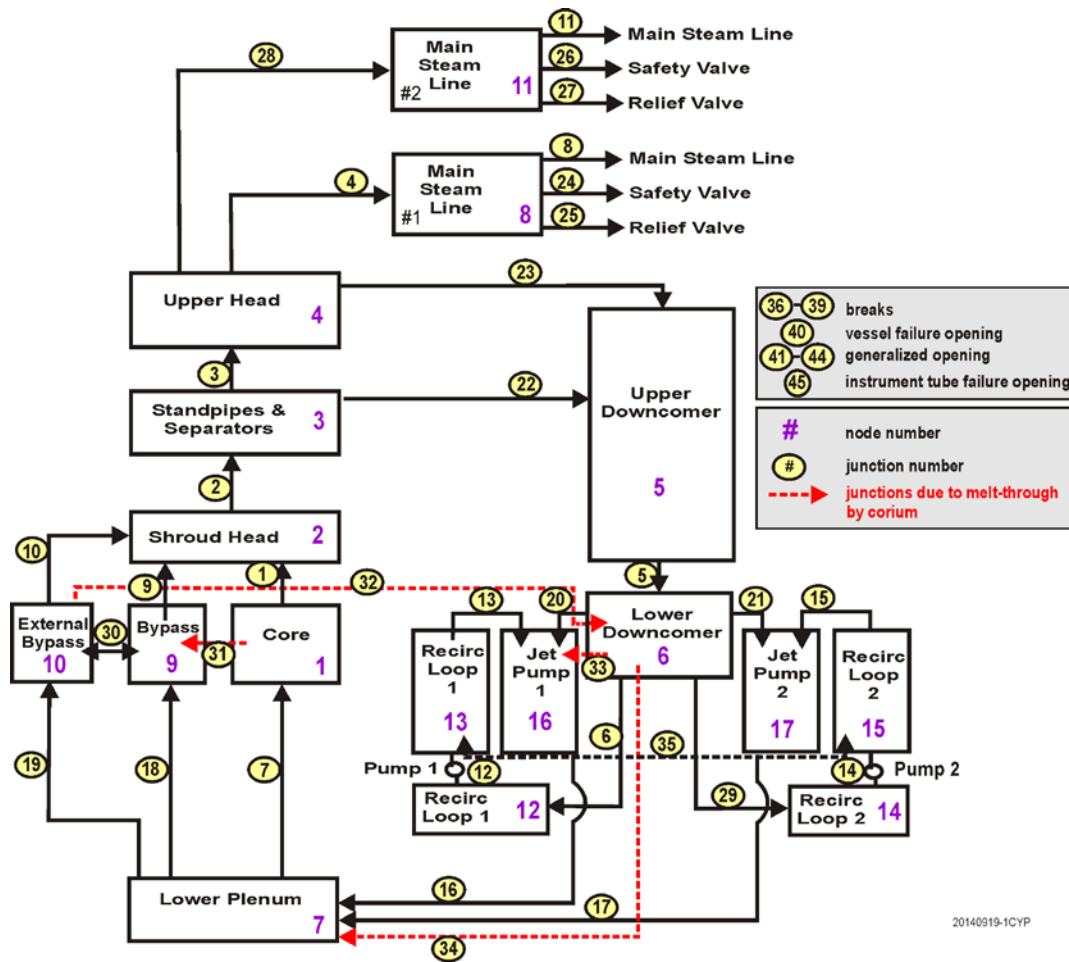 11
Main Steam Line
28
Main
Steam
Line
#2
11
26
Safety Valve
27
Relief Valve
8
Main Steam Line
4
Main
Steam
Line
#1
8
24
Safety Valve
25
Relief Valve
23
Upper Head
4
36 - 39 breaks
40 vessel failure opening
41 - 44 generalized opening
45 instrument tube failure opening
3
22
Upper
Downcomer
5
Standpipes &
Separators
3
# node number
# junction number
junctions due to melt-through
by corium
2
Shroud Head
2
10
9
1
32
5
External
Bypass
10
30
Bypass
9
31
Core
1
13
20
Lower
Downcomer
6
21
15
Recirc
Loop
1
13
Jet
Pump
1
16
33
Jet
Pump
2
17
Recirc
Loop
2
15
19
18
7
6
35
Pump 1
12
14
Pump 2
Recirc
Loop 1
12
29
Recirc
Loop 2
14
Lower Plenum
7
16
17
34
20140919-1CYP